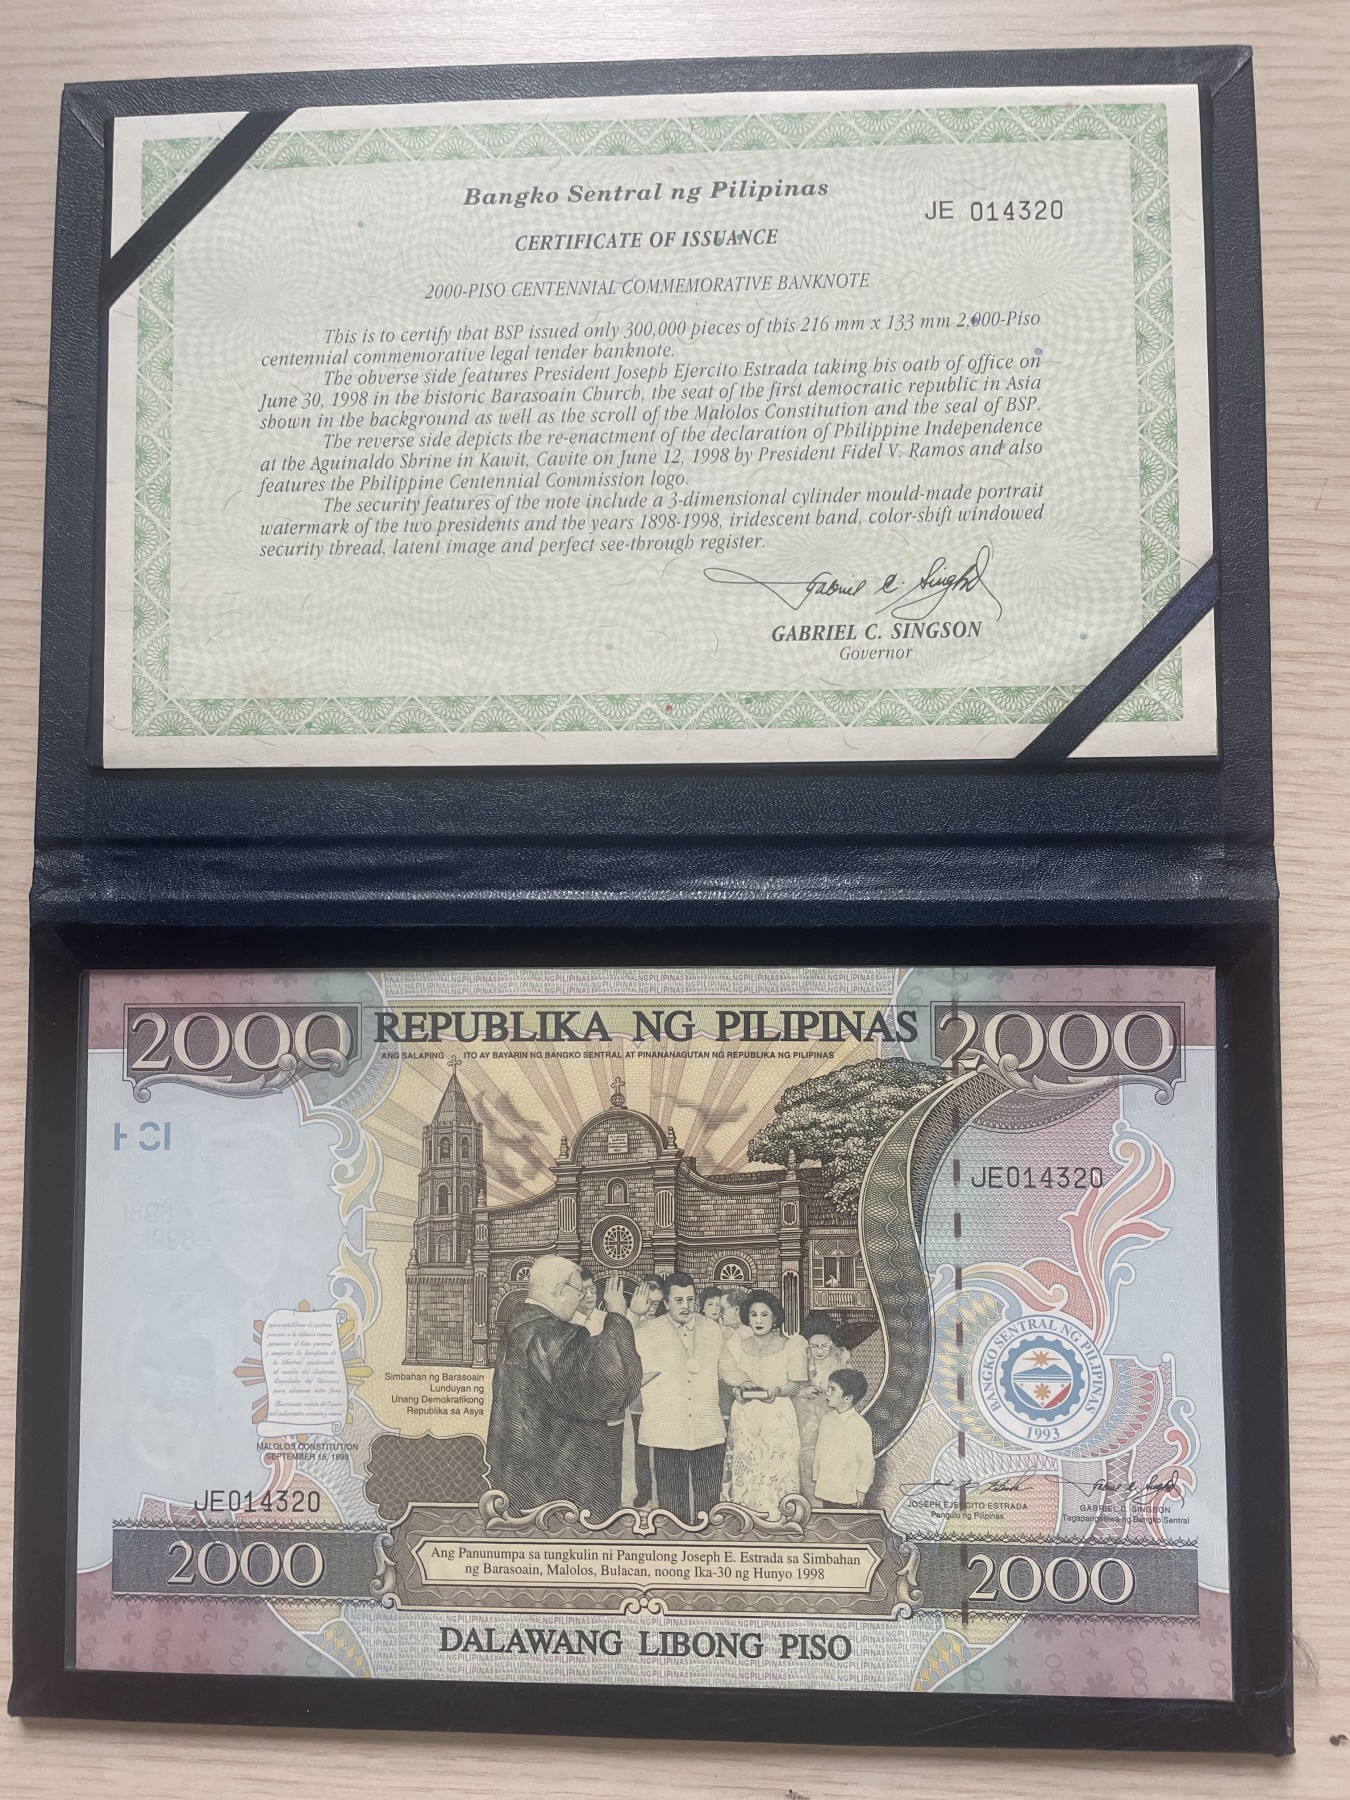 Bangko Sentral ng Pilipinas
JE 014320
CERTIFICATE OF ISSUANCE
2000-PISO CENTENNIAL COMMEMORATIVE BANKNOTE
This is to certify that BSP issued only 300,000 pieces of this 216 mm x 133 mm 2,000-Piso
centennial commemorative legal tender banknote.
The obverse side features President Joseph Ejercito Estrada taking his oath of office on
June 30, 1998 in the historic Barasoain Church, the seat of the first democratic republic in Asia
shown in the background as well as the scroll of the Malolos Constitution and the seal of BSP.
The reverse side depicts the re-enactment of the declaration of Philippine Independence
at the Aguinaldo Shrine in Kawit, Cavite on June 12, 1998 by President Fidel V. Ramos and also
features the Philippine Centennial Commission logo.
The security features of the note include a 3-dimensional cylinder mould-made portrait
watermark of the two presidents and the years 1898-1998, iridescent band, color-shift windowed
security thread, latent image and perfect see-through register.
Gabriel C. Singson
GABRIEL C. SINGSON
Governor
2000 REPUBLIKA NG PILIPINAS 2000
ANG SALAPING ITO AY BAYARIN NG BANGKO SENTRAL AT PINANANAGUTAN NG REPUBLIKA NG PILIPINAS
JE014320
1898
1998
BANGKO SENTRAL NG PILIPINAS
1993
Simbahan ng Barasoain
Lunduyan ng
Unang Demokratikong
Republika sa Asya
MALOLOS CONSTITUTION
SEPTEMBER 15, 1898
JE014320
JOSEPH EJERCITO ESTRADA
Pangulo ng Pilipinas
GABRIEL C. SINGSON
Tagapangasiwa ng Bangko Sentral
2000
Ang Panunumpa sa tungkulin ni Pangulong Joseph E. Estrada sa Simbahan
ng Barasoain, Malolos, Bulacan, noong Ika-30 ng Hunyo 1998
2000
DALAWANG LIBONG PISO